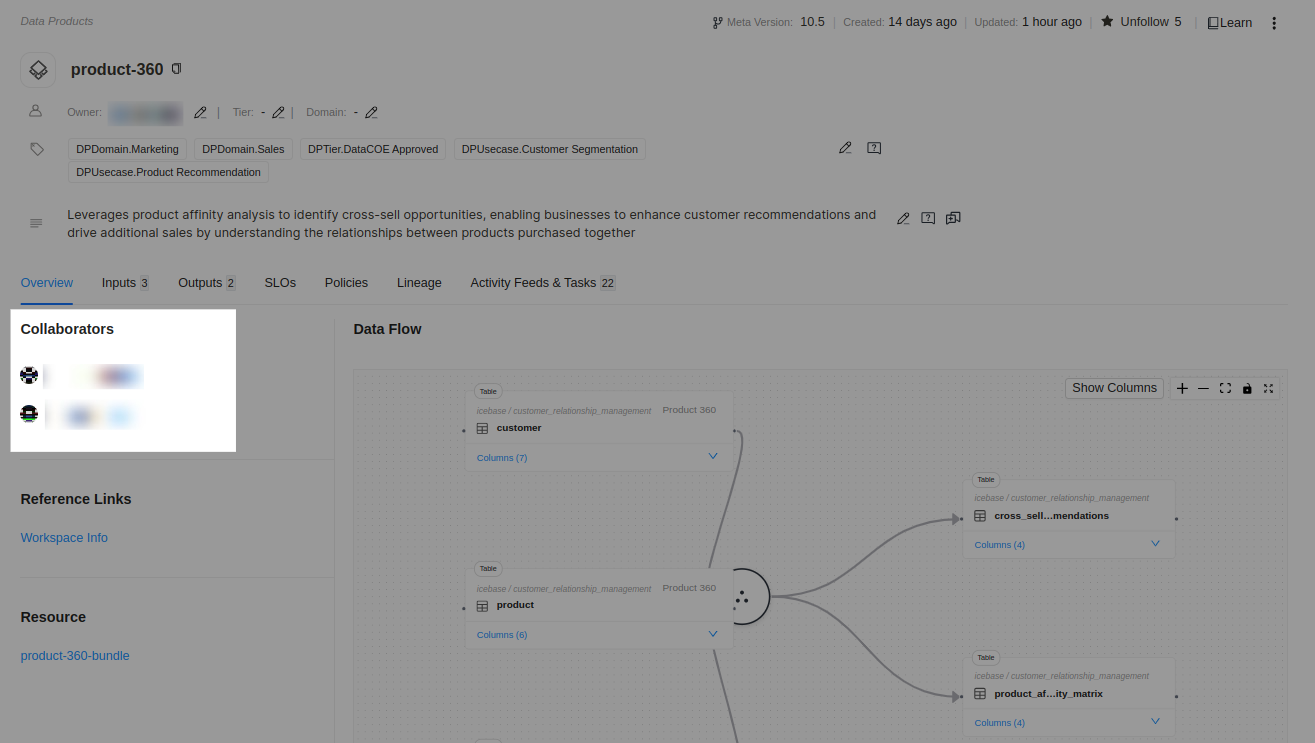 Data Products
Meta Version: 10.5 | Created: 14 days ago | Updated: 1 hour ago | Unfollow 5 | Learn
product-360
Owner: | Tier: - | Domain: -
DPDomain.Marketing DPDomain.Sales DPTier.DataCOE Approved DPUsecase.Customer Segmentation
DPUsecase.Product Recommendation
Leverages product affinity analysis to identify cross-sell opportunities, enabling businesses to enhance customer recommendations and
drive additional sales by understanding the relationships between products purchased together
Overview Inputs 3 Outputs 2 SLOs Policies Lineage Activity Feeds & Tasks 22
Collaborators
Reference Links
Workspace Info
Resource
product-360-bundle
Data Flow
Show Columns
Table
icebase / customer_relationship_management Product 360
customer
Columns (7)
Table
icebase / customer_relationship_management
cross_sell...mendations
Columns (4)
Table
icebase / customer_relationship_management Product 360
product
Columns (6)
Table
icebase / customer_relationship_management
product_af...ity_matrix
Columns (4)